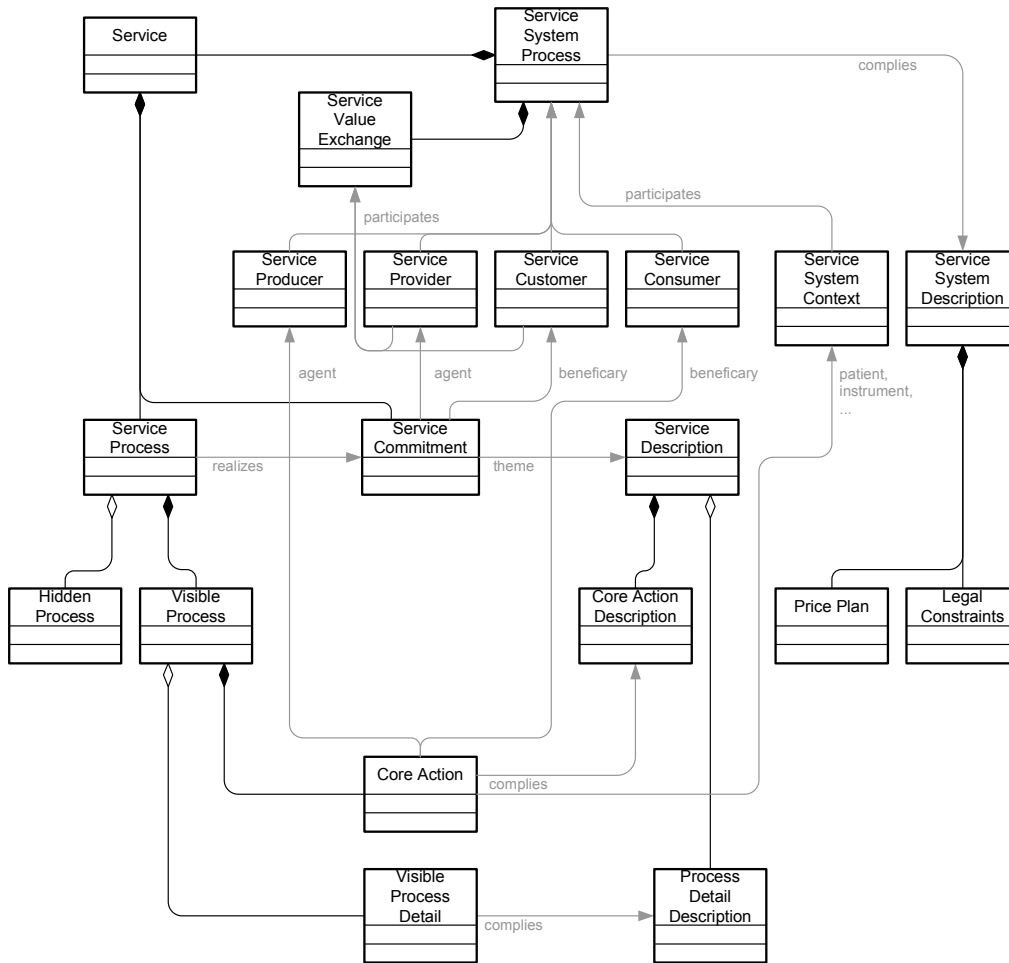 Service
Service
System
Process
complies
Service
Value
Exchange
participates
participates
Service
Producer
Service
Provider
Service
Customer
Service
Consumer
Service
System
Context
Service
System
Description
agent
agent
beneficary
beneficary
patient,
instrument,
...
Service
Process
realizes
Service
Commitment
theme
Service
Description
Hidden
Process
Visible
Process
Core Action
Description
Price Plan
Legal
Constraints
Core Action
complies
Visible
Process
Detail
complies
Process
Detail
Description